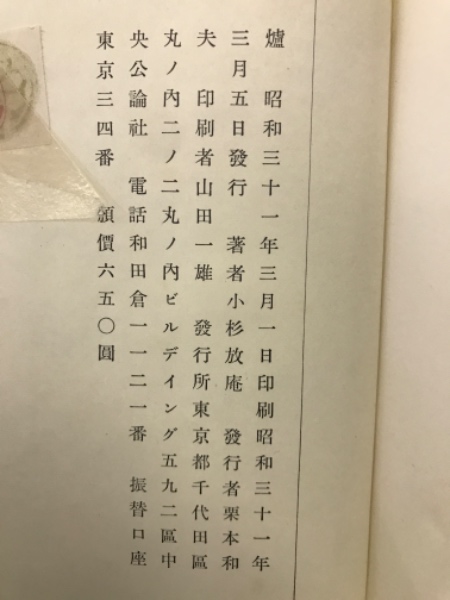 爐　昭和三十一年三月一日印刷昭和三十一年
三月五日發行　著者小杉放庵　發行者栗本和
夫　印刷者山田一雄　發行所東京都千代田區
丸ノ內二ノ二丸ノ內ビルデイング五九二區中
央公論社　電話和田倉一一二一番　振替口座
東京三四番　頒價六五〇圓